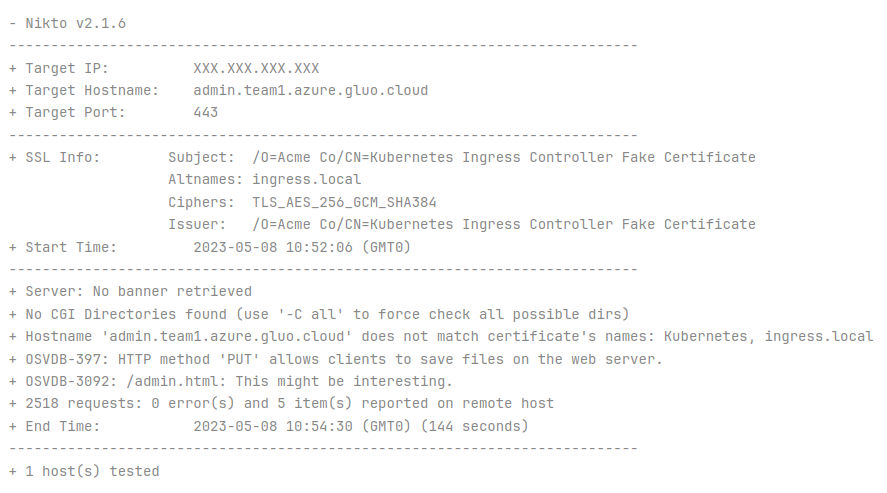 - Nikto v2.1.6
---------------------------------------------------------------------------
+ Target IP:          XXX.XXX.XXX.XXX
+ Target Hostname:    admin.team1.azure.gluo.cloud
+ Target Port:        443
---------------------------------------------------------------------------
+ SSL Info:        Subject:  /O=Acme Co/CN=Kubernetes Ingress Controller Fake Certificate
                   Altnames: ingress.local
                   Ciphers:  TLS_AES_256_GCM_SHA384
                   Issuer:   /O=Acme Co/CN=Kubernetes Ingress Controller Fake Certificate
+ Start Time:         2023-05-08 10:52:06 (GMT0)
---------------------------------------------------------------------------
+ Server: No banner retrieved
+ No CGI Directories found (use '-C all' to force check all possible dirs)
+ Hostname 'admin.team1.azure.gluo.cloud' does not match certificate's names: Kubernetes, ingress.local
+ OSVDB-397: HTTP method 'PUT' allows clients to save files on the web server.
+ OSVDB-3092: /admin.html: This might be interesting.
+ 2518 requests: 0 error(s) and 5 item(s) reported on remote host
+ End Time:           2023-05-08 10:54:30 (GMT0) (144 seconds)
---------------------------------------------------------------------------
+ 1 host(s) tested